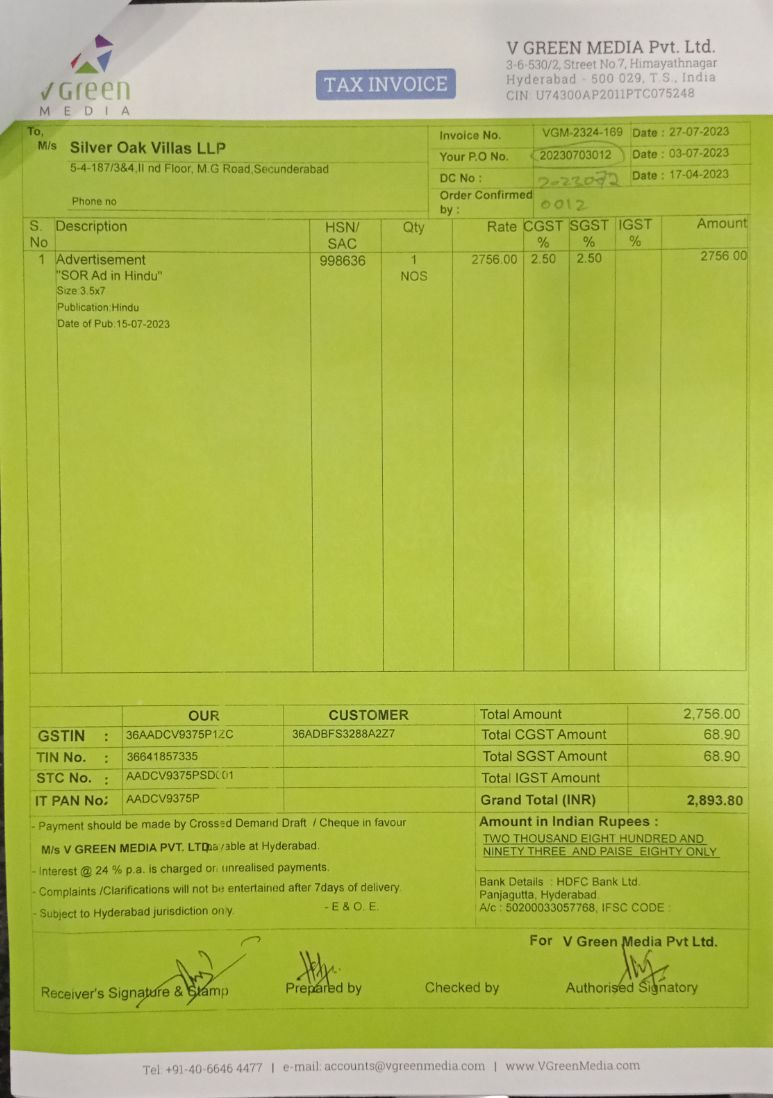 V GREEN MEDIA Pvt. Ltd.
3-6-530/2, Street No.7, Himayathnagar
Hyderabad - 500 029, T.S., India
CIN: U74300AP2011PTC075248
V Green
MEDIA
TAX INVOICE
To,
M/s Silver Oak Villas LLP
5-4-187/3&4,II nd Floor, M.G Road,Secunderabad
Phone no
Invoice No. VGM-2324-169 Date : 27-07-2023
Your P.O No. 20230703012 Date : 03-07-2023
DC No : Date : 17-04-2023
Order Confirmed
by : 0012
S. No Description HSN/ SAC Qty Rate CGST % SGST % IGST % Amount
1 Advertisement 998636 1 2756.00 2.50 2.50 2756.00
"SOR Ad in Hindu" NOS
Size:3.5x7
Publication:Hindu
Date of Pub:15-07-2023
OUR CUSTOMER
GSTIN : 36AADCV9375P1ZC 36ADBFS3288A2Z7
TIN No. : 36641857335
STC No. : AADCV9375PSD001
IT PAN No: AADCV9375P
Total Amount 2,756.00
Total CGST Amount 68.90
Total SGST Amount 68.90
Total IGST Amount
Grand Total (INR) 2,893.80
- Payment should be made by Crossed Demand Draft / Cheque in favour
M/s V GREEN MEDIA PVT. LTD payable at Hyderabad.
- Interest @ 24 % p.a. is charged on unrealised payments.
- Complaints /Clarifications will not be entertained after 7days of delivery.
- Subject to Hyderabad jurisdiction only. - E & O. E.
Amount in Indian Rupees :
TWO THOUSAND EIGHT HUNDRED AND
NINETY THREE AND PAISE EIGHTY ONLY
Bank Details : HDFC Bank Ltd.
Panjagutta, Hyderabad.
A/c : 50200033057768, IFSC CODE :
For V Green Media Pvt Ltd.
Receiver's Signature & Stamp Prepared by Checked by Authorised Signatory
Tel: +91-40-6646 4477 | e-mail: accounts@vgreenmedia.com | www.VGreenMedia.com